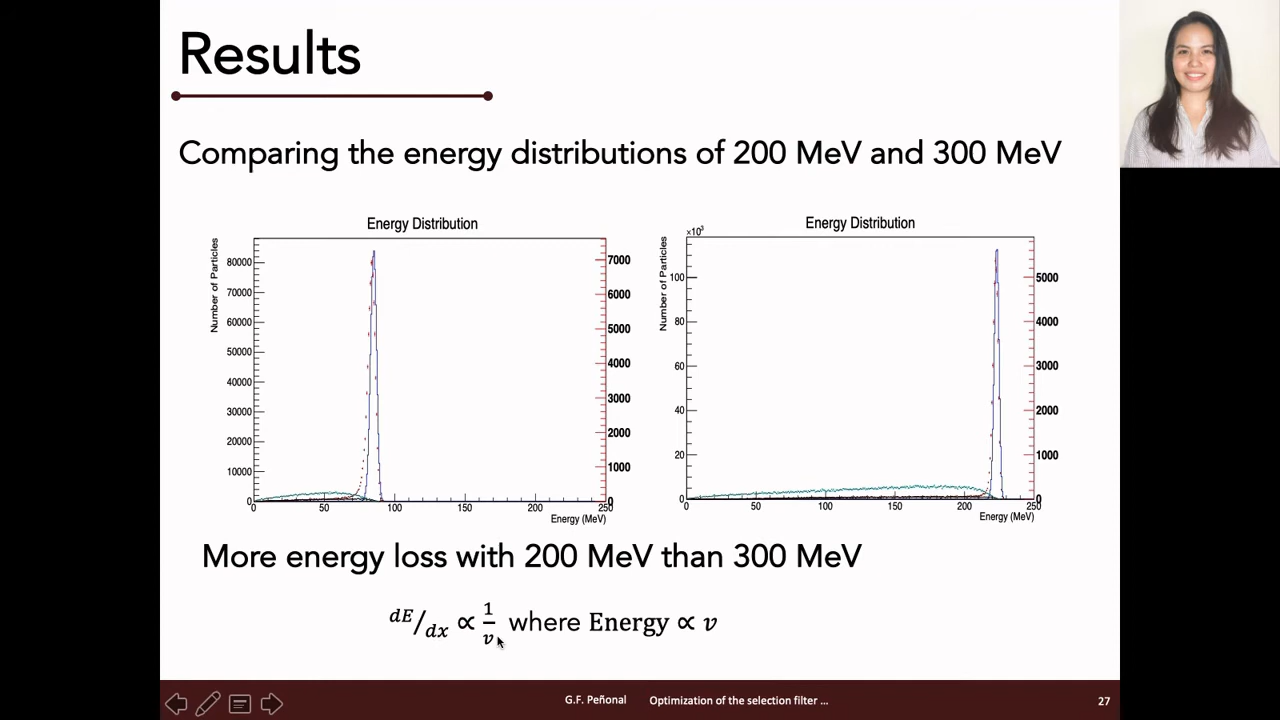 Results
Comparing the energy distributions of 200 MeV and 300 MeV
Energy Distribution
Number of Particles
80000
70000
60000
50000
40000
30000
20000
10000
0
7000
6000
5000
4000
3000
2000
1000
0
0 50 100 150 200 250
Energy (MeV)
Energy Distribution
×10³
Number of Particles
100
80
60
40
20
0
5000
4000
3000
2000
1000
0
0 50 100 150 200 250
Energy (MeV)
More energy loss with 200 MeV than 300 MeV
dE/dx ∝ 1/v where Energy ∝ v
G.F. Peñonal Optimization of the selection filter ... 27